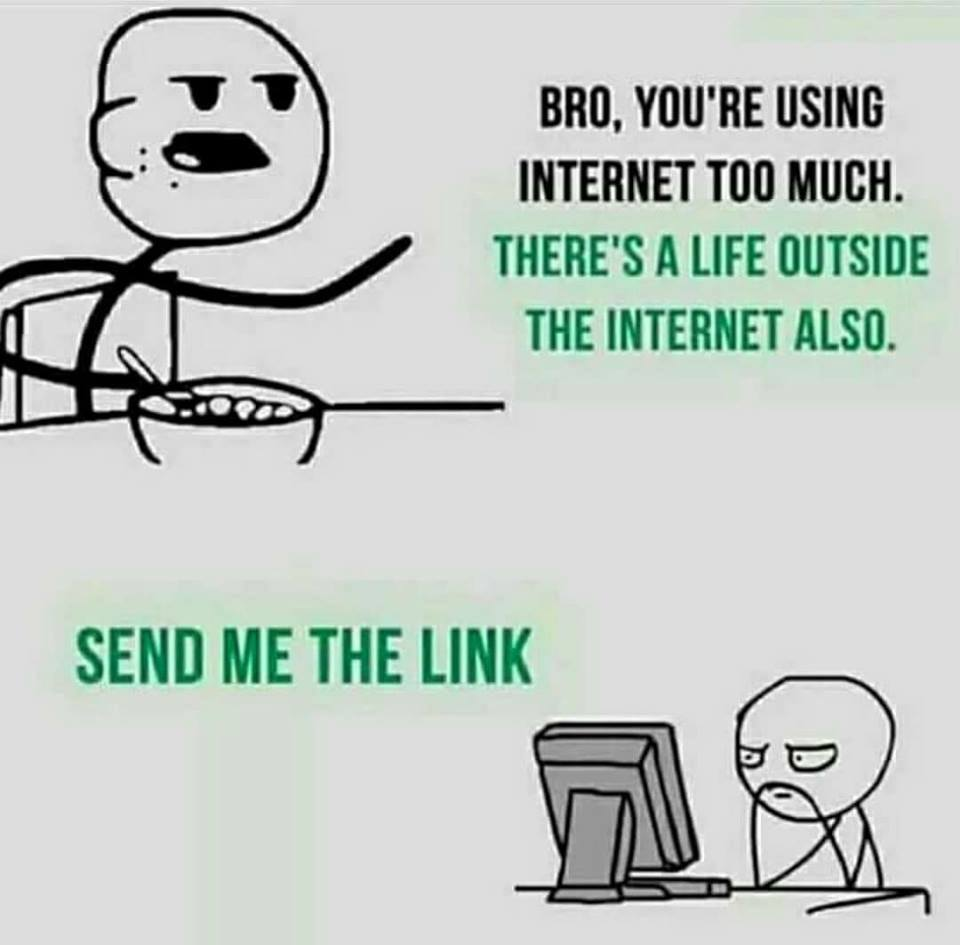 BRO, YOU'RE USING
INTERNET TOO MUCH.
THERE'S A LIFE OUTSIDE
THE INTERNET ALSO.
SEND ME THE LINK